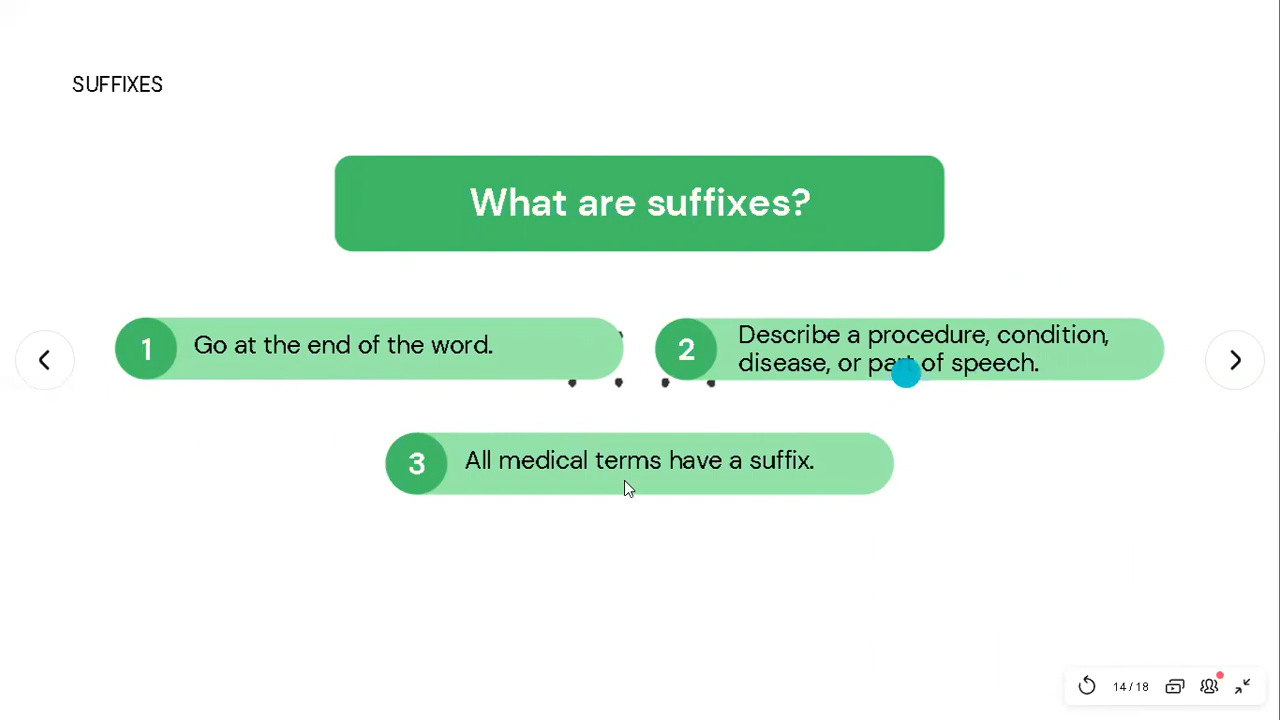 SUFFIXES
What are suffixes?
1 Go at the end of the word.
2 Describe a procedure, condition,
disease, or part of speech.
3 All medical terms have a suffix.
14 / 18